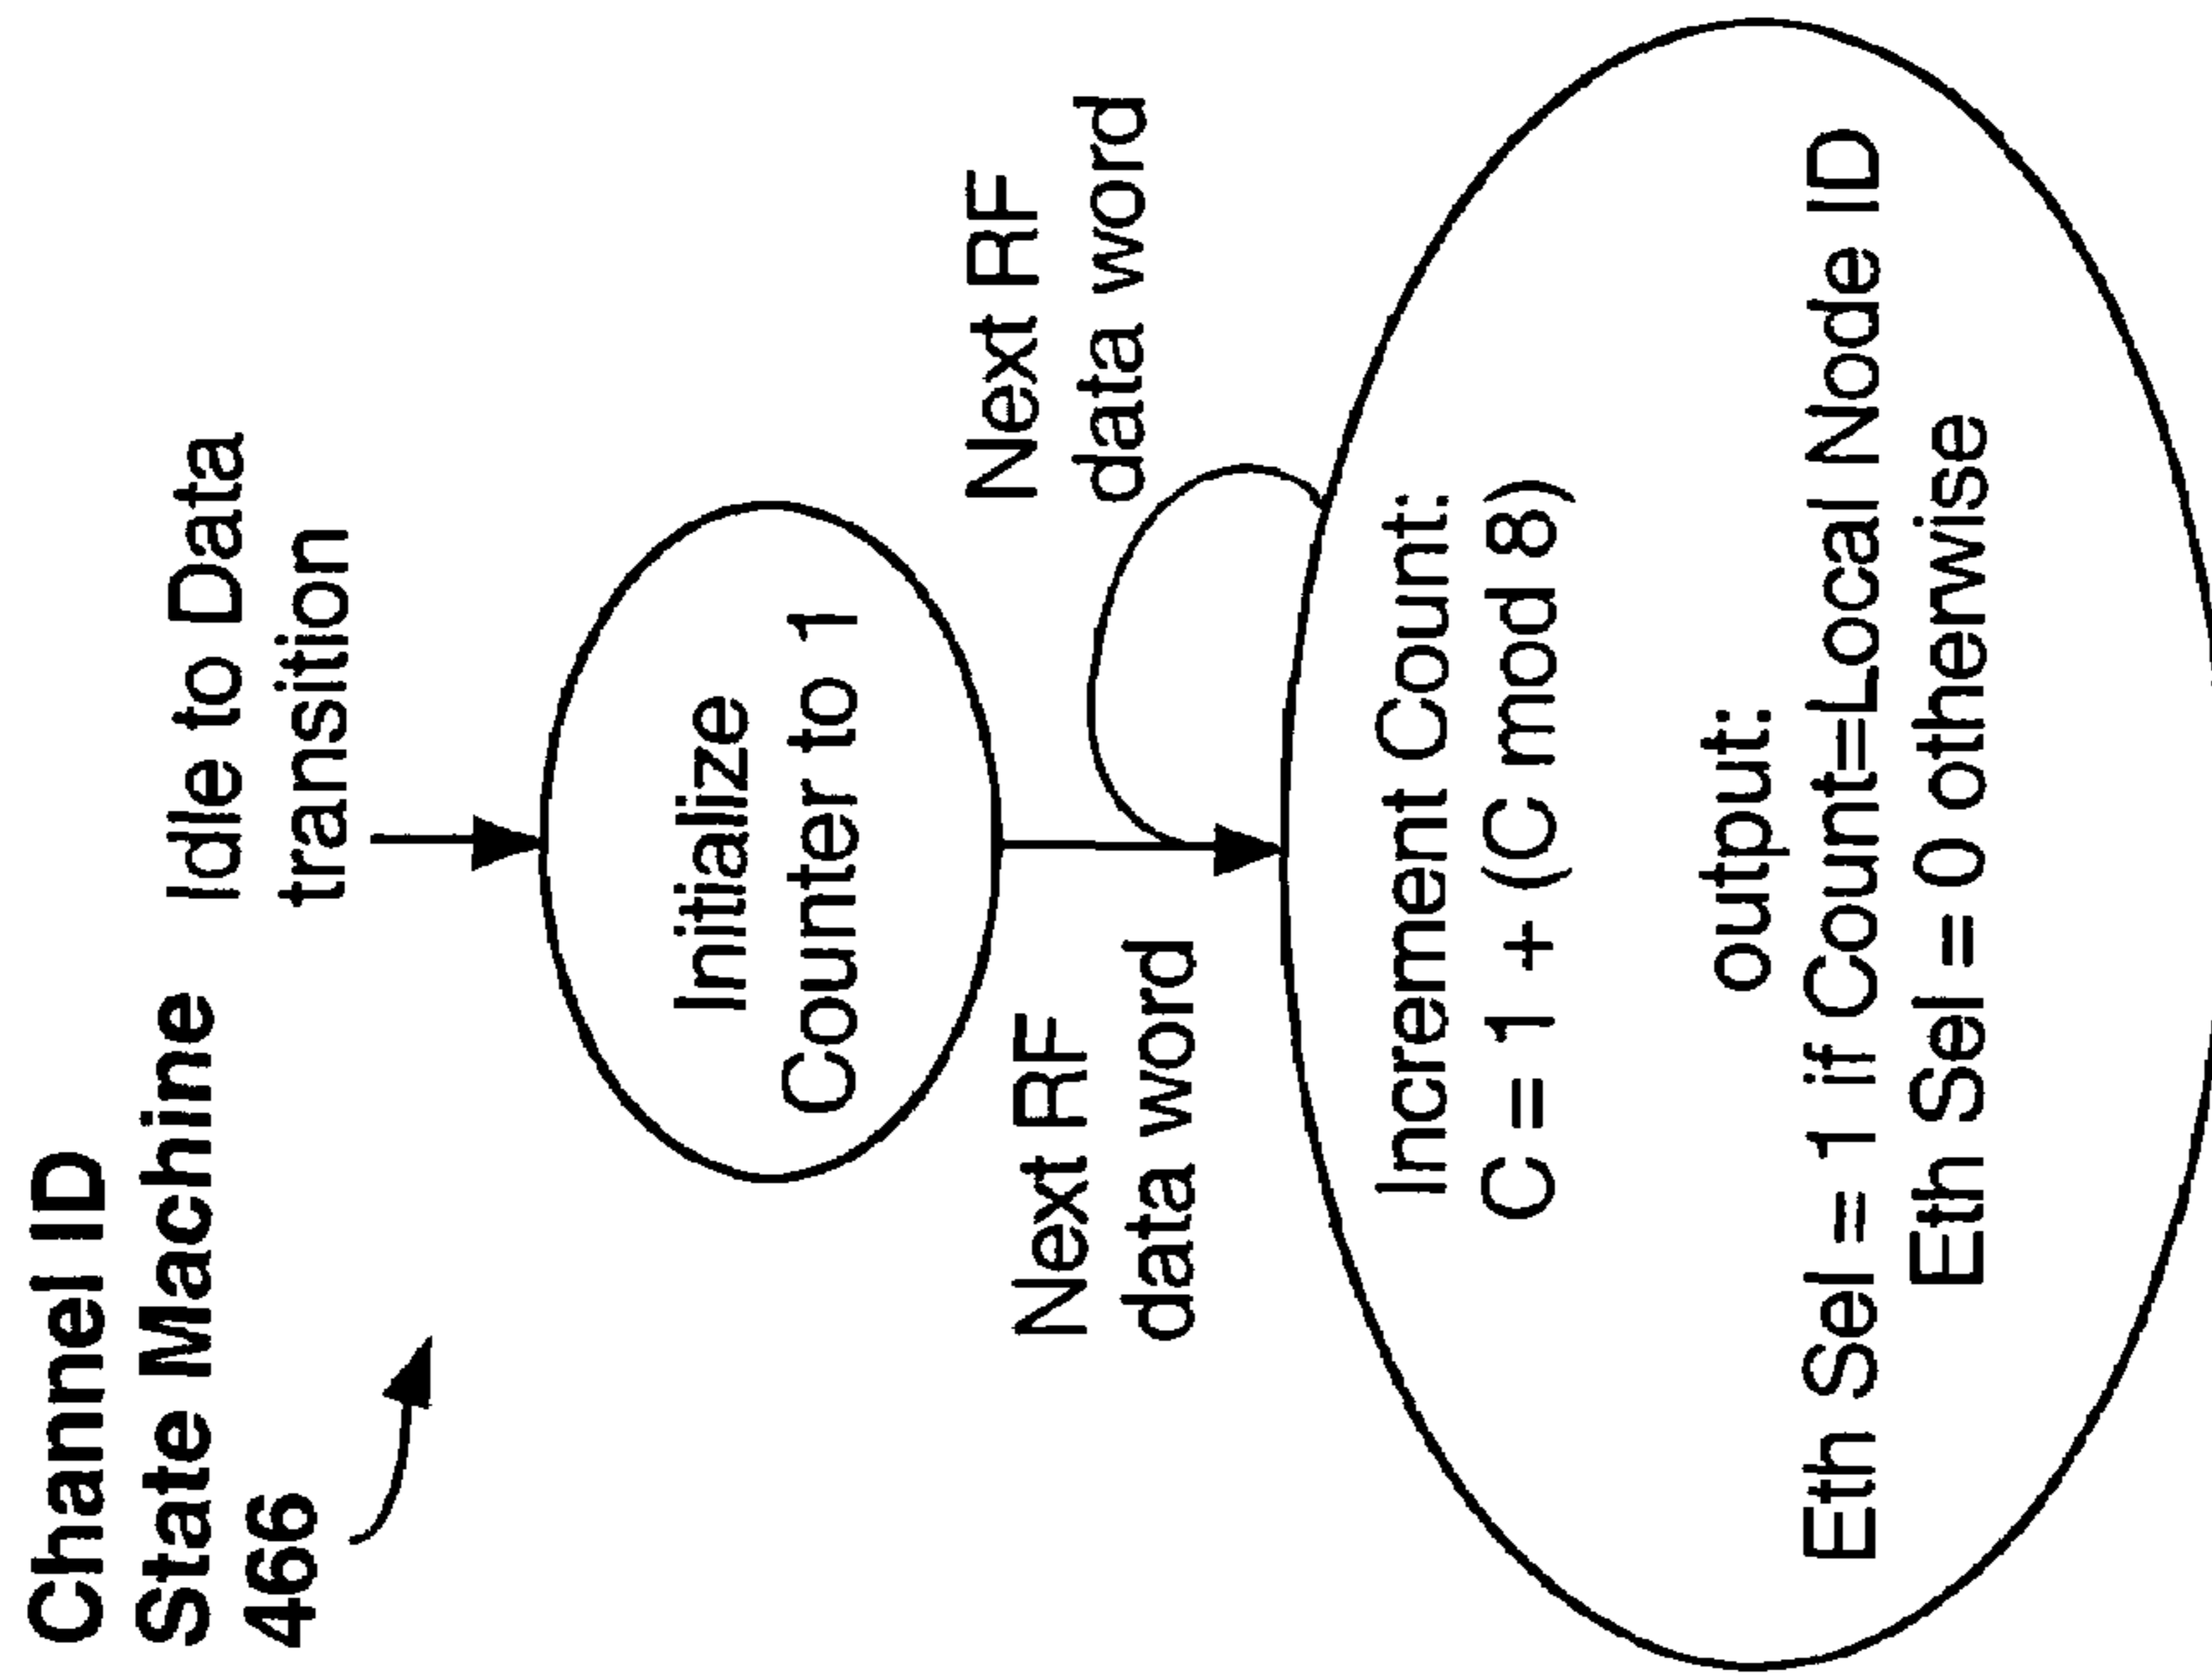 Channel ID
State Machine
466
Idle to Data
transition
Initialize
Counter to 1
Next RF
data word
Next RF
data word
Increment Count:
C = 1 + (C mod 8)
output:
Eth Sel = 1 if Count=Local Node ID
Eth Sel = 0 otherwise